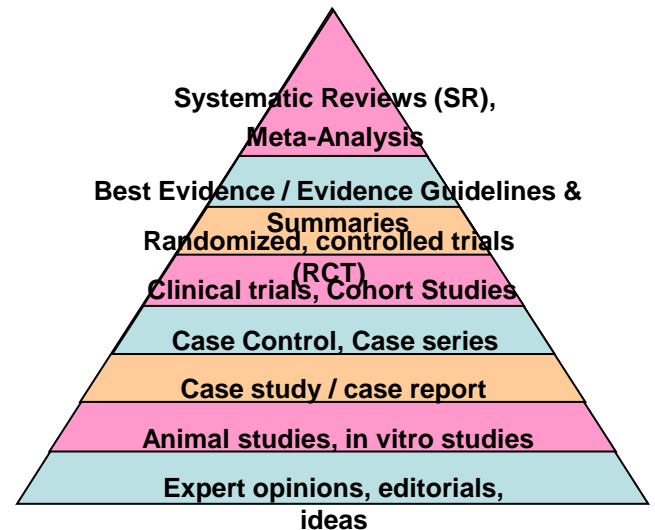 Systematic Reviews (SR),
Meta-Analysis
Best Evidence / Evidence Guidelines &
Summaries
Randomized, controlled trials
(RCT)
Clinical trials, Cohort Studies
Case Control, Case series
Case study / case report
Animal studies, in vitro studies
Expert opinions, editorials,
ideas